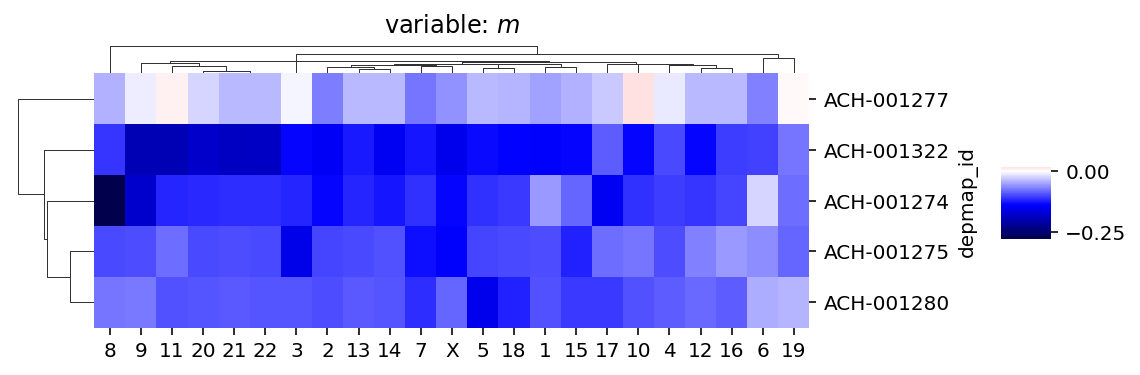 variable: m
ACH-001277
ACH-001322
ACH-001274
ACH-001275
ACH-001280
depmap_id
0.00
−0.25
8 9 11 20 21 22 3 2 13 14 7 X 5 18 1 15 17 10 4 12 16 6 19